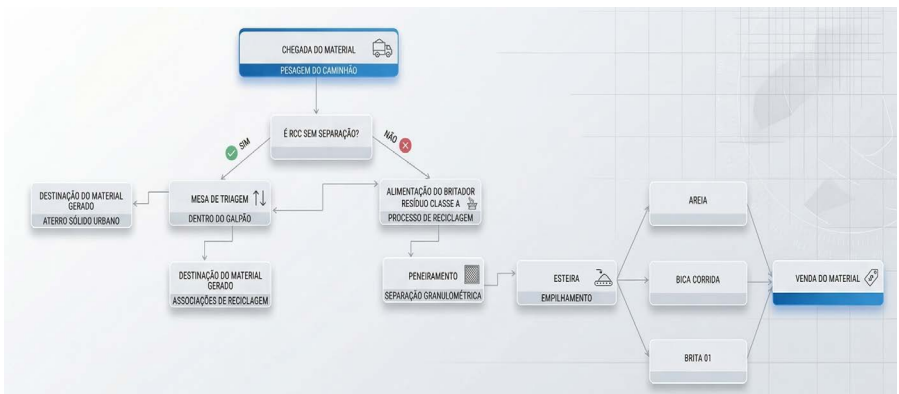 CHEGADA DO MATERIAL
PESAGEM DO CAMINHÃO
É RCC SEM SEPARAÇÃO?
SIM
NÃO
DESTINAÇÃO DO MATERIAL
GERADO
ATERRO SÓLIDO URBANO
MESA DE TRIAGEM
DENTRO DO GALPÃO
ALIMENTAÇÃO DO BRITADOR
RESÍDUO CLASSE A
PROCESSO DE RECICLAGEM
DESTINAÇÃO DO MATERIAL
GERADO
ASSOCIAÇÕES DE RECICLAGEM
PENEIRAMENTO
SEPARAÇÃO GRANULOMÉTRICA
ESTEIRA
EMPILHAMENTO
AREIA
BICA CORRIDA
BRITA 01
VENDA DO MATERIAL